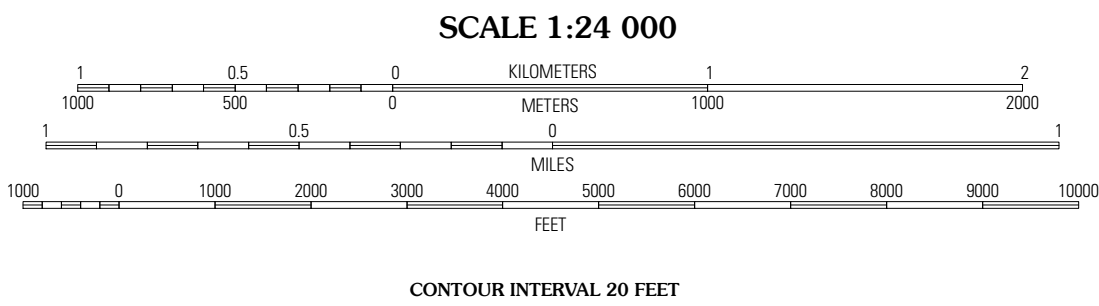 SCALE 1:24 000
1 0.5 0 KILOMETERS 1 2
1000 500 0 METERS 1000 2000
1 0.5 0 1
MILES
1000 0 1000 2000 3000 4000 5000 6000 7000 8000 9000 10000
FEET
CONTOUR INTERVAL 20 FEET